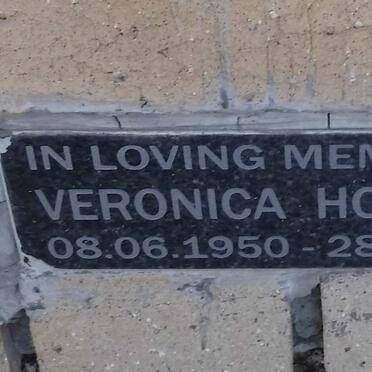 IN LOVING MEM
VERONICA HO
08.06.1950 - 28